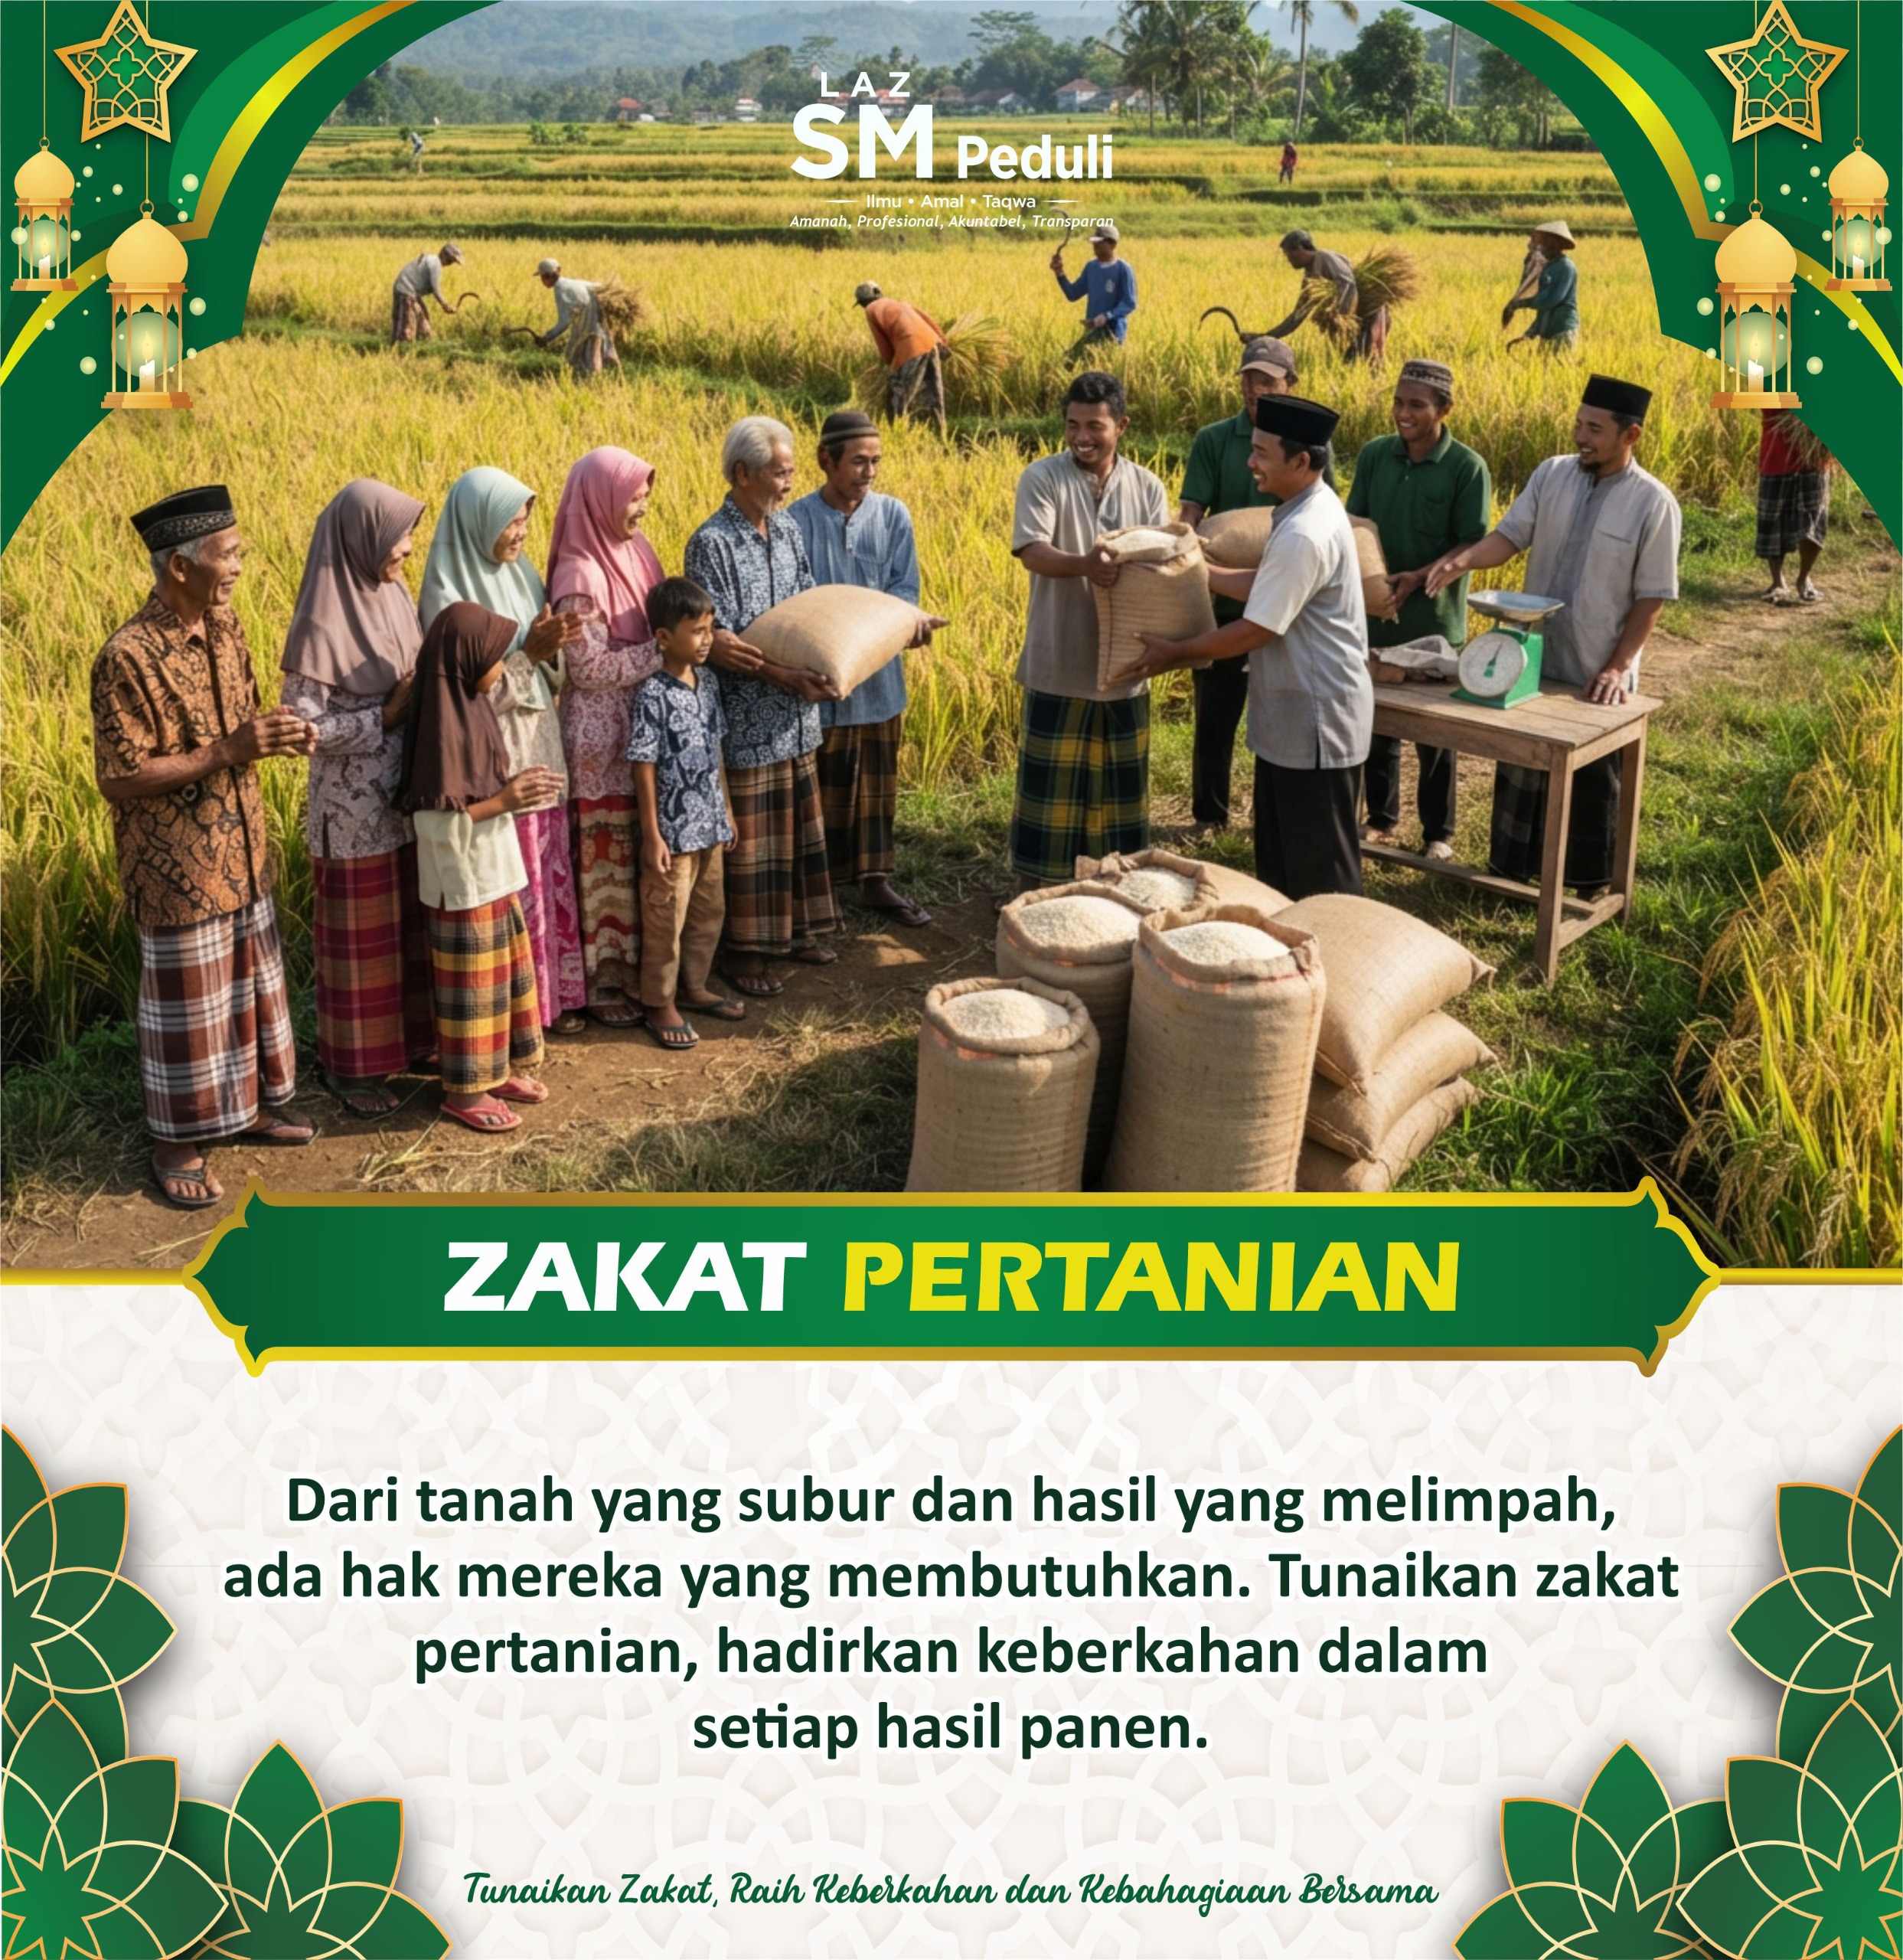 LAZ
SM Peduli
Ilmu • Amal • Taqwa
Amanah, Profesional, Akuntabel, Transparan
ZAKAT PERTANIAN
Dari tanah yang subur dan hasil yang melimpah,
ada hak mereka yang membutuhkan. Tunaikan zakat
pertanian, hadirkan keberkahan dalam
setiap hasil panen.
Tunaikan Zakat, Raih Keberkahan dan Kebahagiaan Bersama